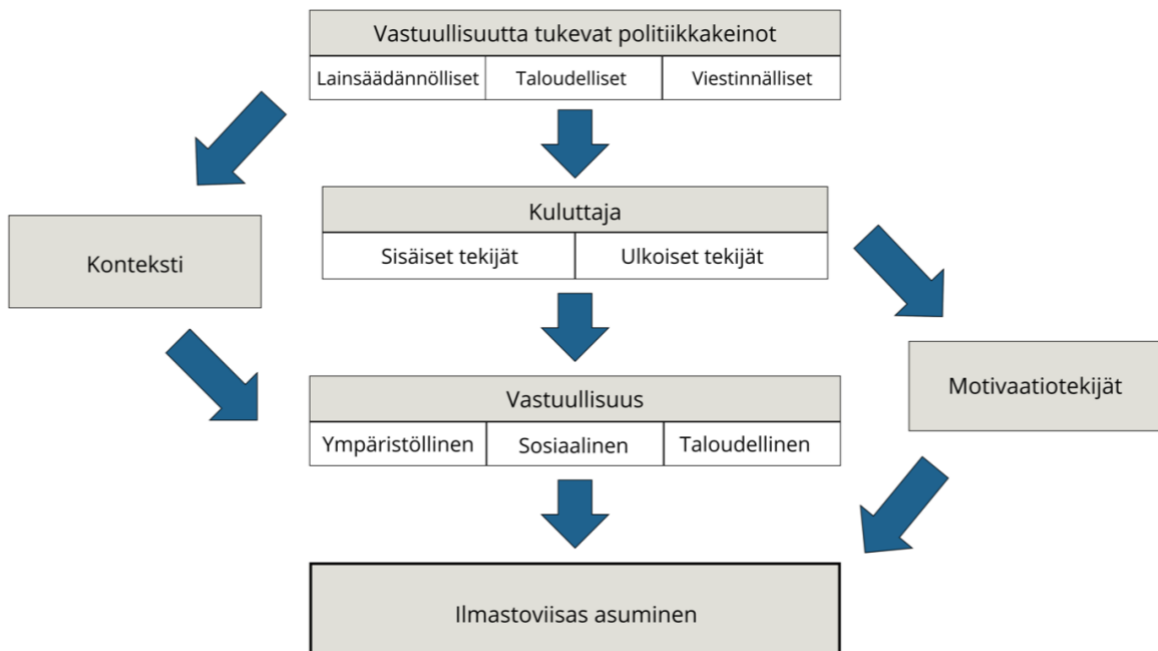 Vastuullisuutta tukevat politiikkakeinot
Lainsäädännölliset
Taloudelliset
Viestinnälliset
Kuluttaja
Sisäiset tekijät
Ulkoiset tekijät
Konteksti
Motivaatiotekijät
Vastuullisuus
Ympäristöllinen
Sosiaalinen
Taloudellinen
Ilmastoviisas asuminen